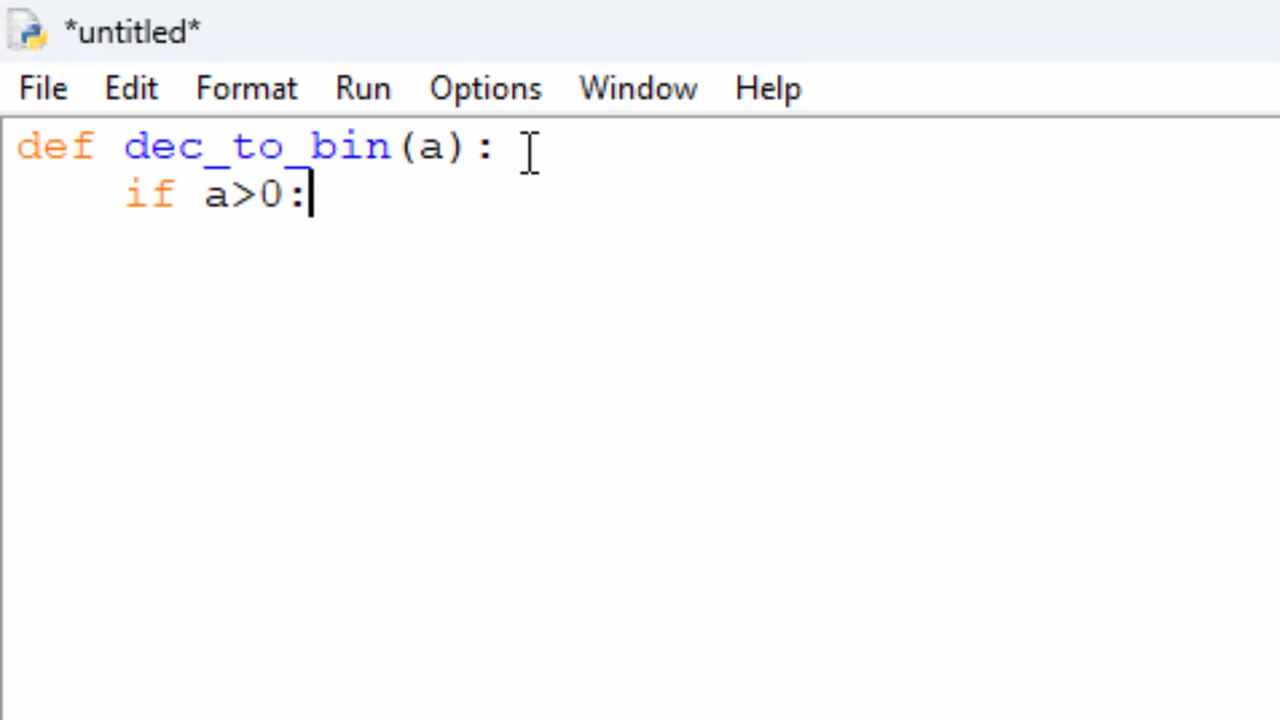 *untitled*
File Edit Format Run Options Window Help
def dec_to_bin(a):
    if a>0: